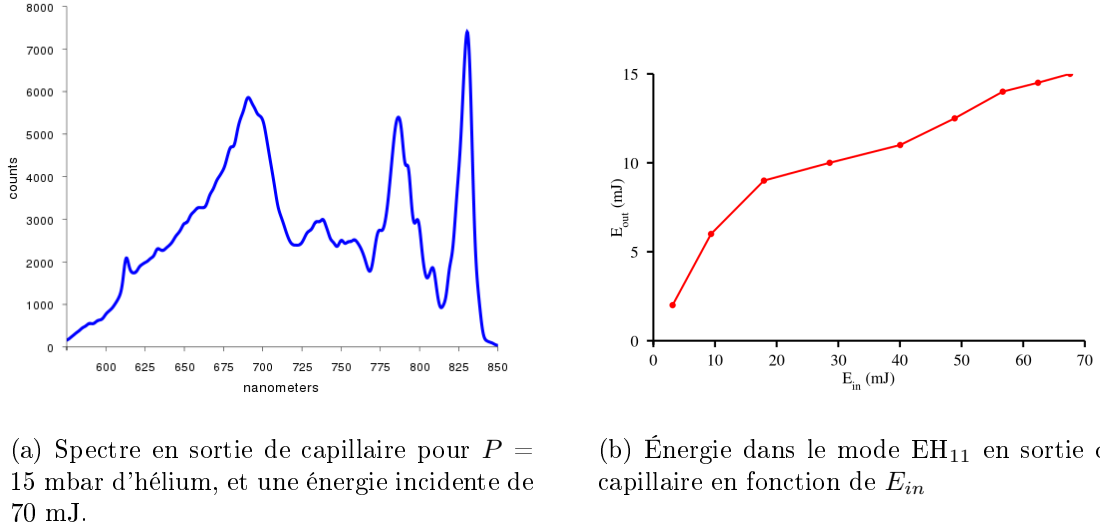 8000
7000
6000
5000
4000
3000
2000
1000
0
counts
600 625 650 675 700 725 750 775 800 825 850
nanometers
15
10
5
0
E_out (mJ)
0 10 20 30 40 50 60 70
E_in (mJ)
(a) Spectre en sortie de capillaire pour P =
15 mbar d'hélium, et une énergie incidente de
70 mJ.
(b) Énergie dans le mode EH₁₁ en sortie
capillaire en fonction de E_in